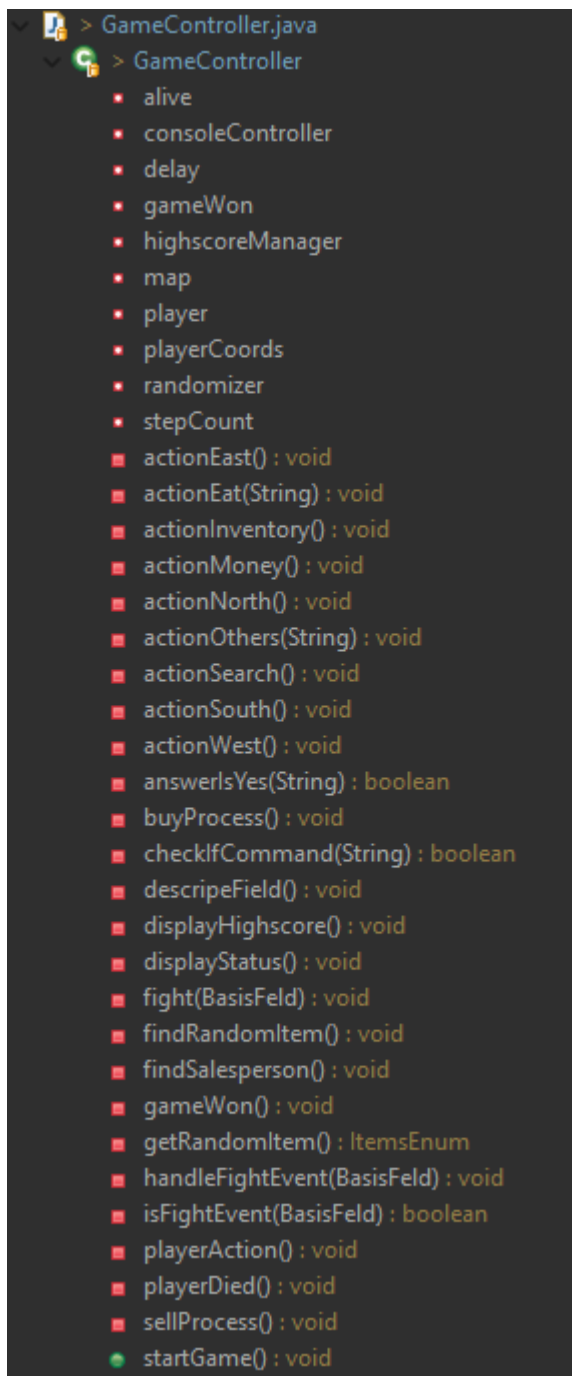 > GameController.java
> GameController
alive
consoleController
delay
gameWon
highscoreManager
map
player
playerCoords
randomizer
stepCount
actionEast() : void
actionEat(String) : void
actionInventory() : void
actionMoney() : void
actionNorth() : void
actionOthers(String) : void
actionSearch() : void
actionSouth() : void
actionWest() : void
answerIsYes(String) : boolean
buyProcess() : void
checkIfCommand(String) : boolean
descripeField() : void
displayHighscore() : void
displayStatus() : void
fight(BasisFeld) : void
findRandomItem() : void
findSalesperson() : void
gameWon() : void
getRandomItem() : ItemsEnum
handleFightEvent(BasisFeld) : void
isFightEvent(BasisFeld) : boolean
playerAction() : void
playerDied() : void
sellProcess() : void
startGame() : void